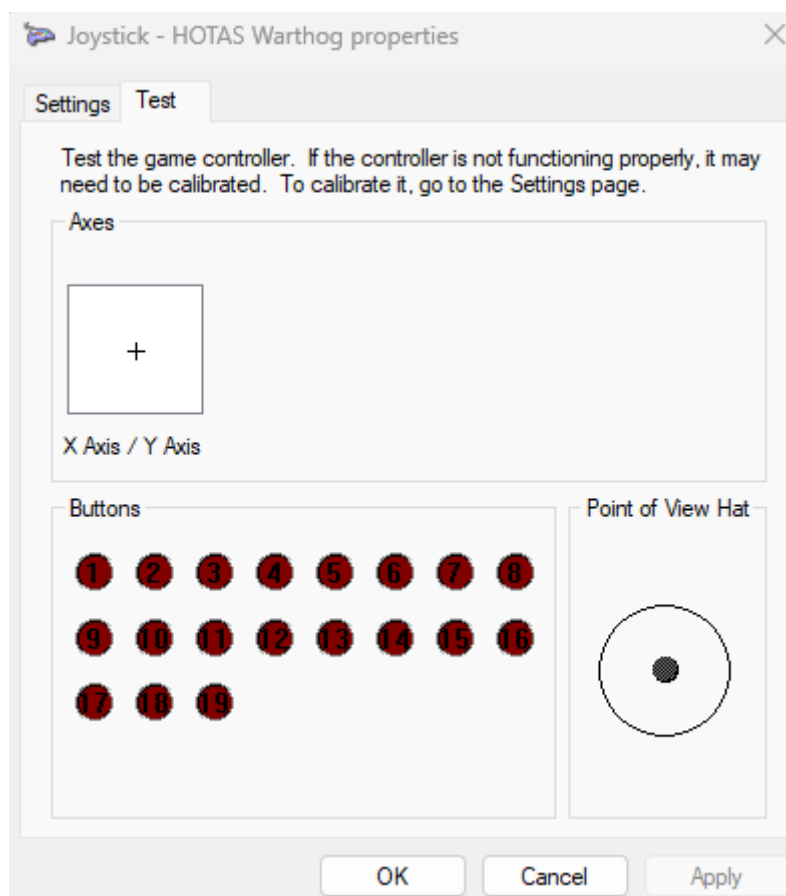 Joystick - HOTAS Warthog properties
Settings Test
Test the game controller.  If the controller is not functioning properly, it may
need to be calibrated.  To calibrate it, go to the Settings page.
Axes
X Axis / Y Axis
Buttons
1 2 3 4 5 6 7 8
9 10 11 12 13 14 15 16
17 18 19
Point of View Hat
OK Cancel Apply